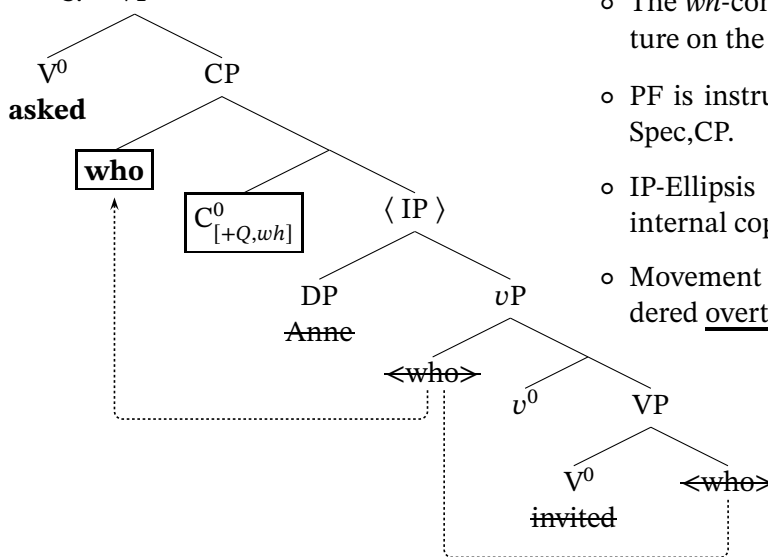 The wh-con
ture on the
V⁰ CP
asked
PF is instru
Spec,CP.
who
C⁰[+Q,wh]
⟨ IP ⟩
IP-Ellipsis
internal cop
DP vP
Anne
Movement
dered overt
<who>
v⁰ VP
V⁰ <who>
invited